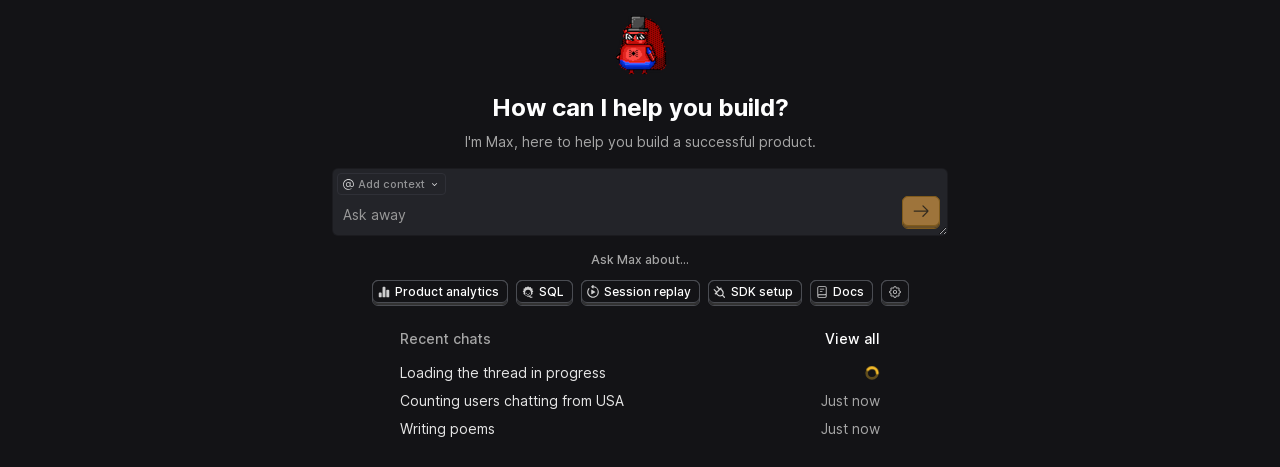 How can I help you build?
I'm Max, here to help you build a successful product.
@ Add context
Ask away
Ask Max about...
Product analytics SQL Session replay SDK setup Docs
Recent chats View all
Loading the thread in progress
Counting users chatting from USA Just now
Writing poems Just now